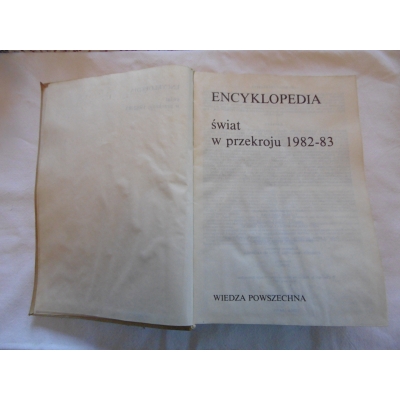 ENCYKLOPEDIA
świat
w przekroju 1982-83
WIEDZA POWSZECHNA